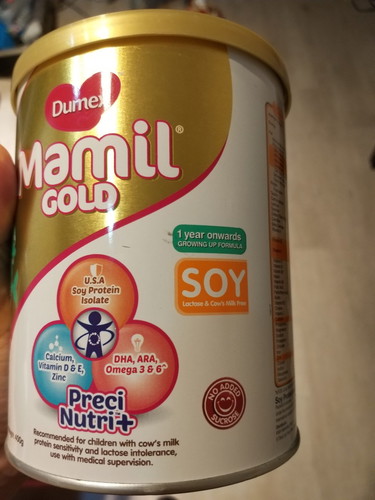 Dumex
Mamil®
GOLD
1 year onwards
GROWING UP FORMULA
SOY
Lactose & Cow's Milk Free
U.S.A
Soy Protein
Isolate
Calcium,
Vitamin D & E,
Zinc
DHA, ARA,
Omega 3 & 6^
Preci
Nutri+
NO ADDED
SUCROSE
Recommended for children with cow's milk
protein sensitivity and lactose intolerance,
use with medical supervision.